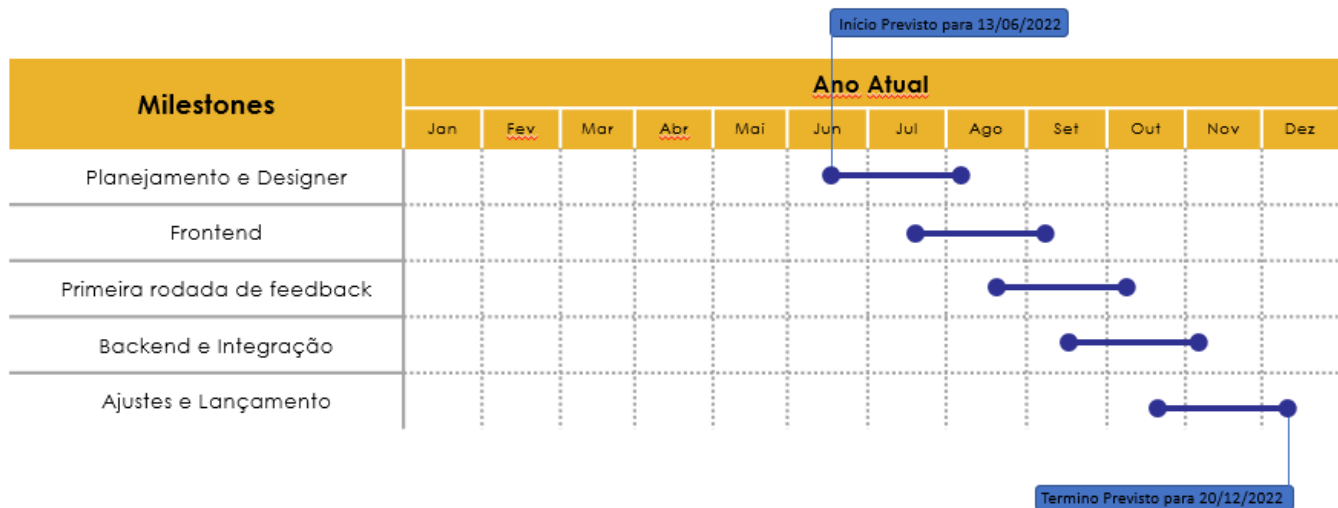 Início Previsto para 13/06/2022
Milestones
Ano Atual
Jan Fev Mar Abr Mai Jun Jul Ago Set Out Nov Dez
Planejamento e Designer
Frontend
Primeira rodada de feedback
Backend e Integração
Ajustes e Lançamento
Termino Previsto para 20/12/2022